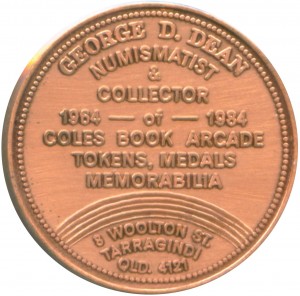 GEORGE D. DEAN
NUMISMATIST
&
COLLECTOR
1964 — of — 1984
COLES BOOK ARCADE
TOKENS, MEDALS
MEMORABILIA
8 WOOLTON ST.
TARRAGINDI
QLD. 4121